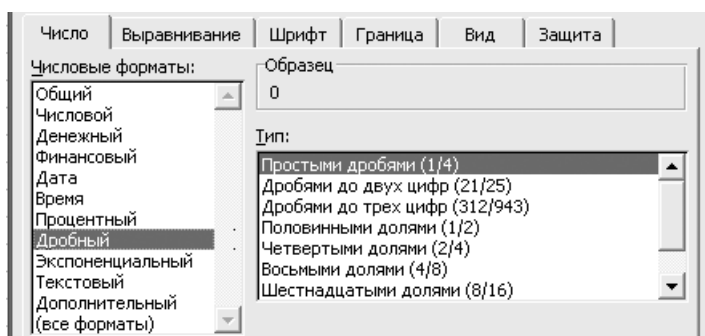 Число Выравнивание Шрифт Граница Вид Защита
Числовые форматы:
Общий
Числовой
Денежный
Финансовый
Дата
Время
Процентный
Дробный
Экспоненциальный
Текстовый
Дополнительный
(все форматы)
Образец
0
Тип:
Простыми дробями (1/4)
Дробями до двух цифр (21/25)
Дробями до трех цифр (312/943)
Половинными долями (1/2)
Четвертыми долями (2/4)
Восьмыми долями (4/8)
Шестнадцатыми долями (8/16)